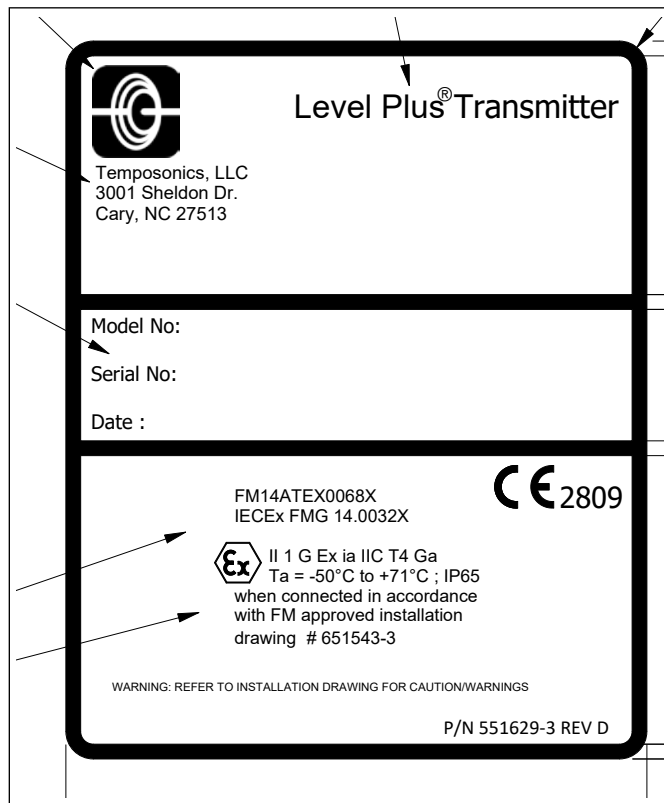 Level Plus® Transmitter
Temposonics, LLC
3001 Sheldon Dr.
Cary, NC 27513
Model No:
Serial No:
Date :
CE 2809
FM14ATEX0068X
IECEx FMG 14.0032X
Ex II 1 G Ex ia IIC T4 Ga
Ta = -50°C to +71°C ; IP65
when connected in accordance
with FM approved installation
drawing # 651543-3
WARNING: REFER TO INSTALLATION DRAWING FOR CAUTION/WARNINGS
P/N 551629-3 REV D